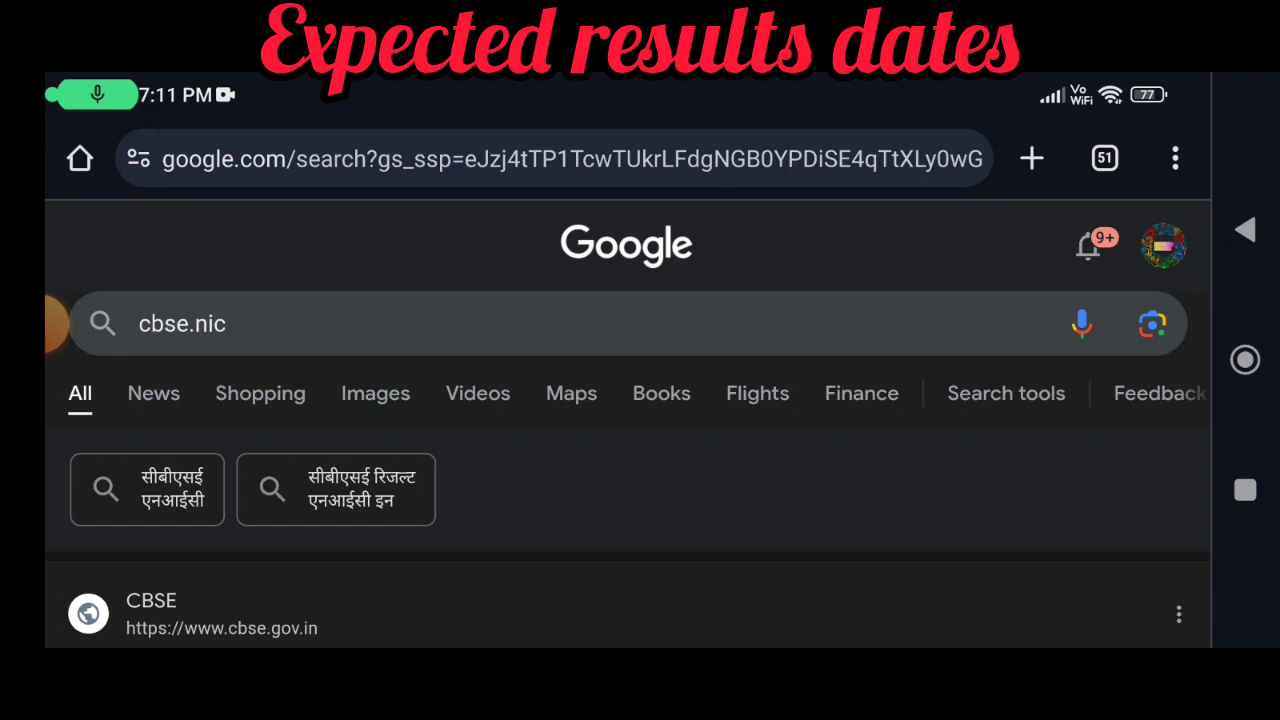 Expected results dates
7:11 PM
Vo
WiFi
77
google.com/search?gs_ssp=eJzj4tTP1TcwTUkrLFdgNGB0YPDiSE4qTtXLy0wG
51
Google
9+
cbse.nic
All News Shopping Images Videos Maps Books Flights Finance Search tools Feedback
सीबीएसई
एनआईसी
सीबीएसई रिजल्ट
एनआईसी इन
CBSE
https://www.cbse.gov.in